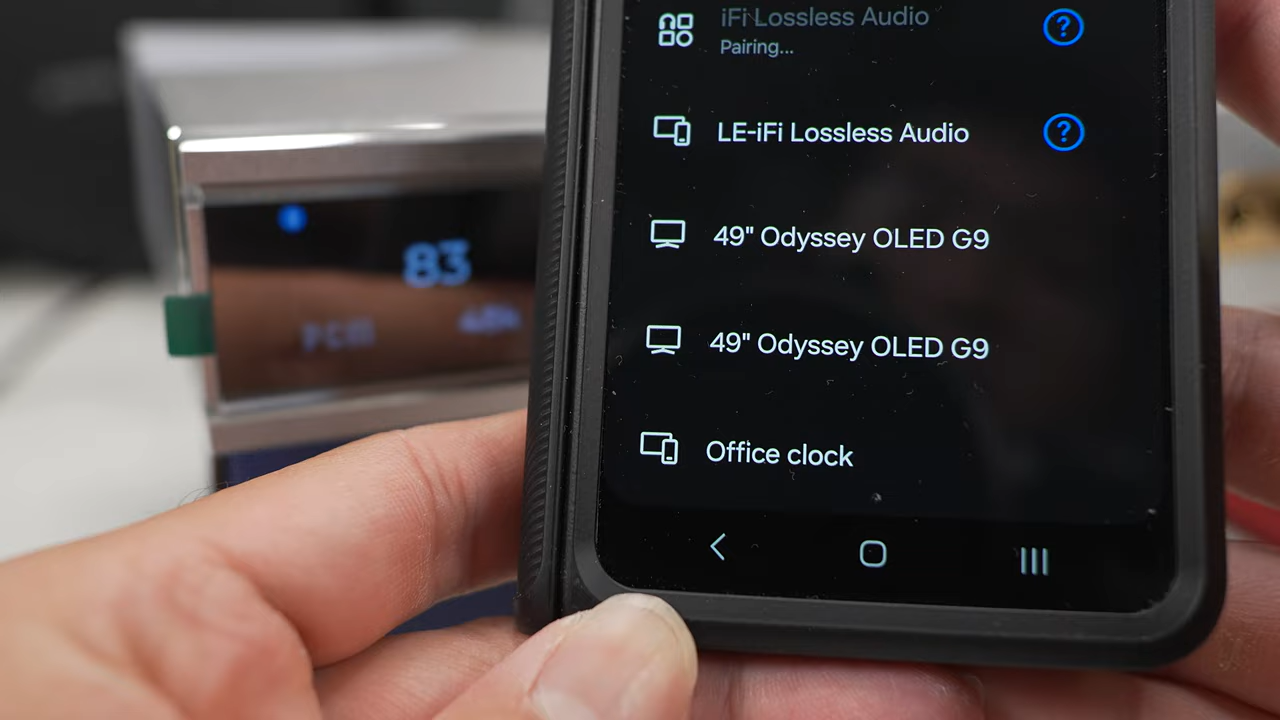 iFi Lossless Audio
Pairing...
LE-iFi Lossless Audio
49" Odyssey OLED G9
49" Odyssey OLED G9
Office clock
83
PCM
48k